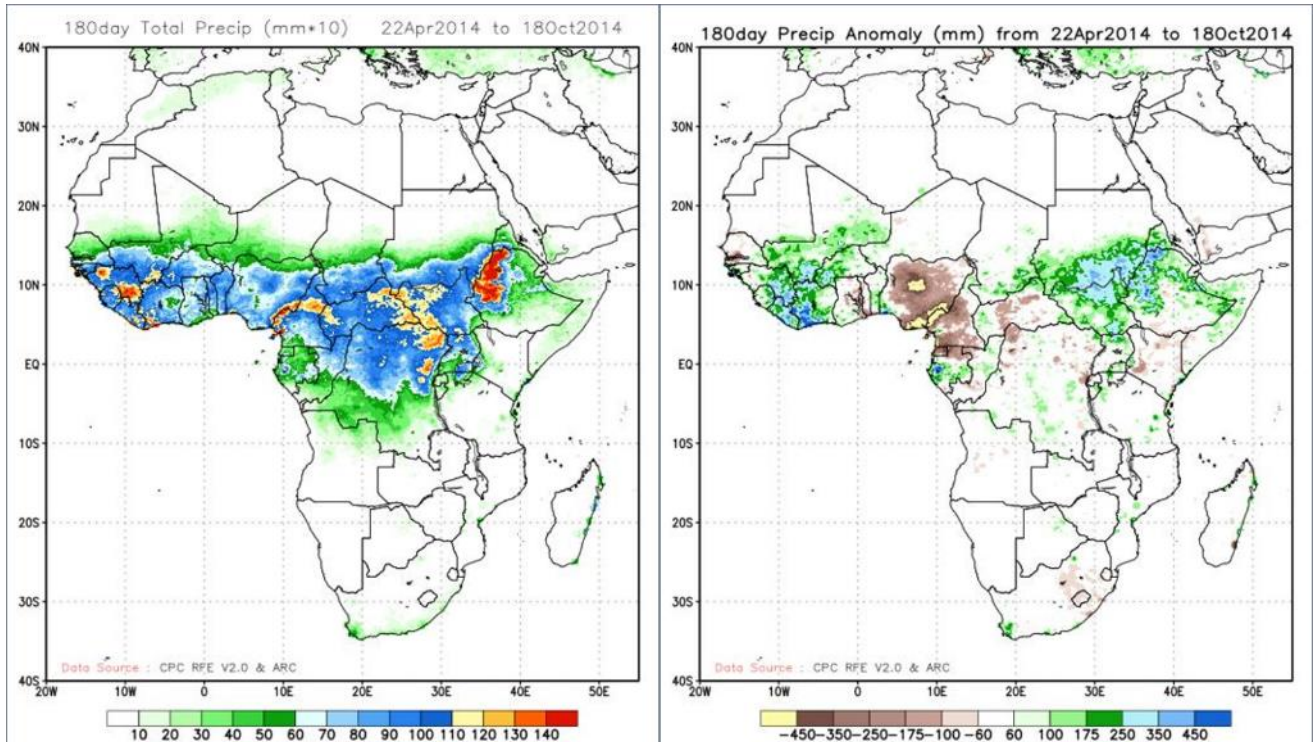 180day Total Precip (mm*10) 22Apr2014 to 18Oct2014
40N
30N
20N
10N
EQ
10S
20S
30S
40S
Data Source : CPC RFE V2.0 & ARC
20W 10W 0 10E 20E 30E 40E 50E
10 20 30 40 50 60 70 80 90 100 110 120 130 140
180day Precip Anomaly (mm) from 22Apr2014 to 18Oct2014
40N
30N
20N
10N
EQ
10S
20S
30S
40S
Data Source : CPC RFE V2.0 & ARC
20W 10W 0 10E 20E 30E 40E 50E
-450 -350 -250 -175 -100 -60 60 100 175 250 350 450